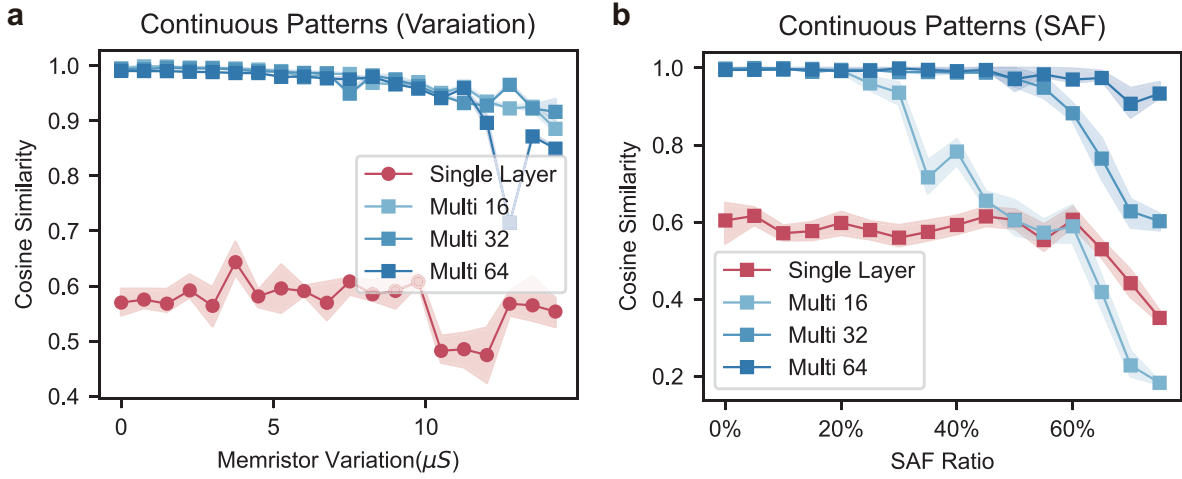 a
Continuous Patterns (Varaiation)
Cosine Similarity
1.0
0.9
0.8
0.7
0.6
0.5
0.4
Single Layer
Multi 16
Multi 32
Multi 64
0
5
10
Memristor Variation(μS)
b
Continuous Patterns (SAF)
Cosine Similarity
1.0
0.8
0.6
0.4
0.2
Single Layer
Multi 16
Multi 32
Multi 64
0%
20%
40%
60%
SAF Ratio